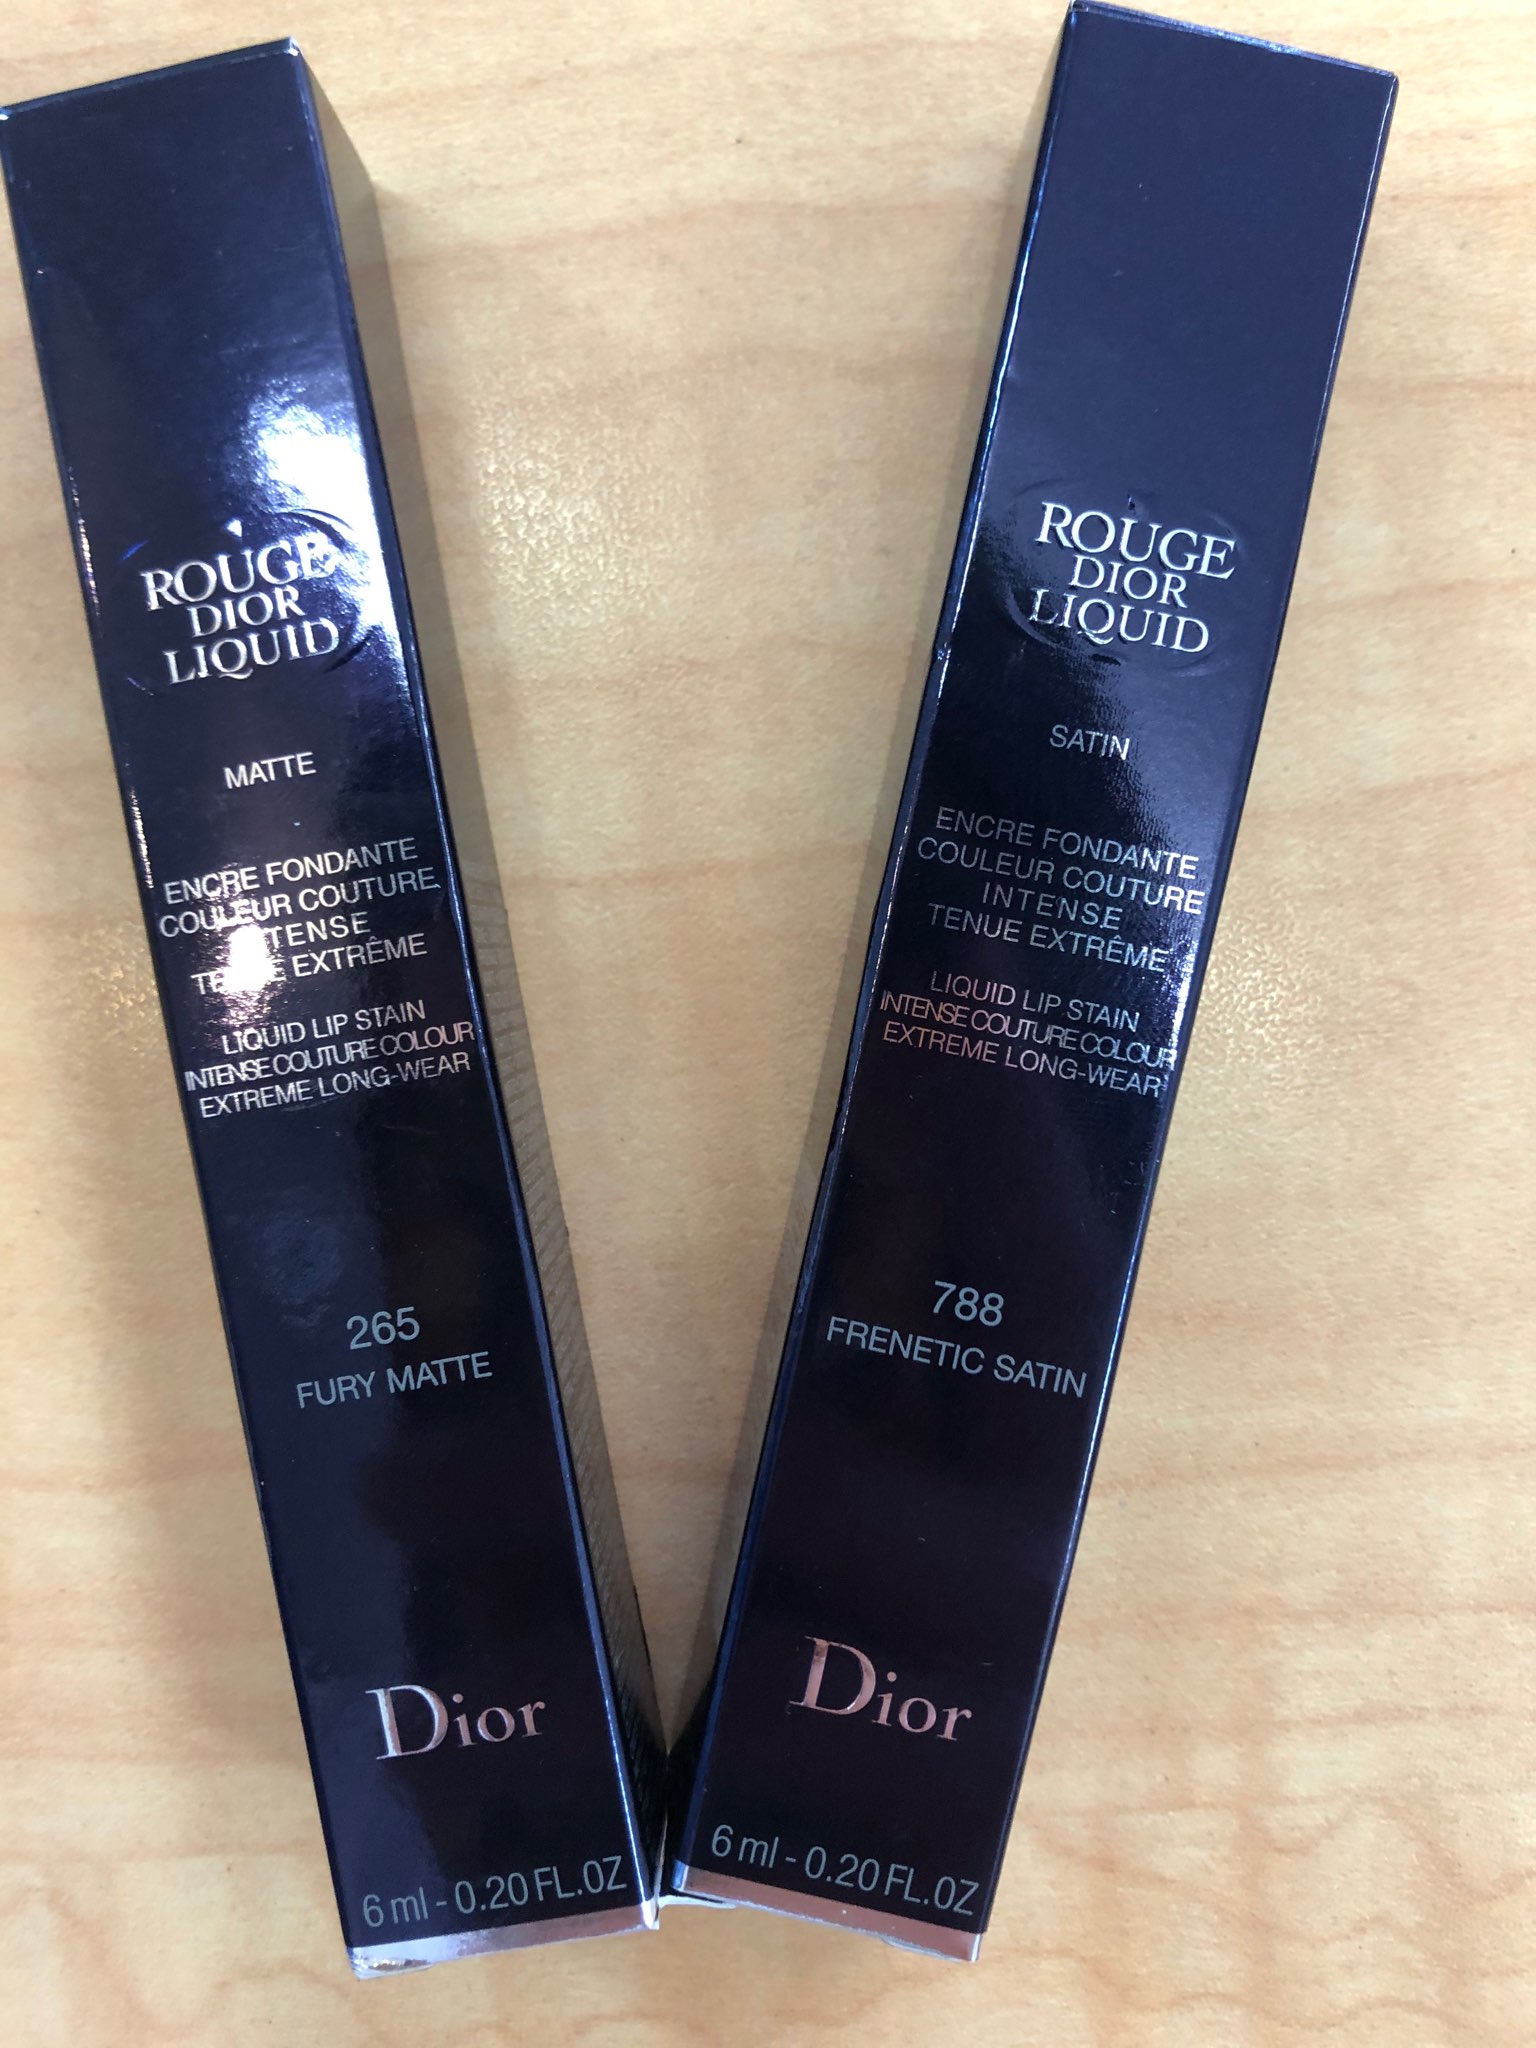 ROUGE
DIOR
LIQUID
MATTE
ENCRE FONDANTE
COULEUR COUTURE
INTENSE
TENUE EXTRÊME
LIQUID LIP STAIN
INTENSE COUTURE COLOUR
EXTREME LONG-WEAR
265
FURY MATTE
Dior
6 ml - 0.20 FL.OZ
ROUGE
DIOR
LIQUID
SATIN
ENCRE FONDANTE
COULEUR COUTURE
INTENSE
TENUE EXTRÊME
LIQUID LIP STAIN
INTENSE COUTURE COLOUR
EXTREME LONG-WEAR
788
FRENETIC SATIN
Dior
6 ml - 0.20 FL.OZ